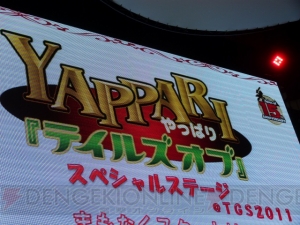 YAPPARI
やっぱり
『テイルズ オブ』
スペシャルステージ
@TGS2011
DENGEKIONLINE